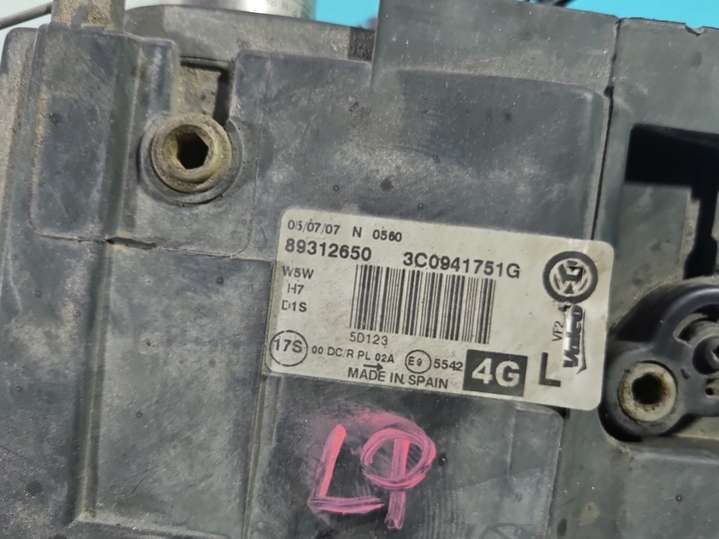 05/07/07 N 0560
89312650 3C0941751G
W5W
H7
D1S
5D123
17S 00 DC/R PL 02A E9 5542 4G L
MADE IN SPAIN
Valeo
LP